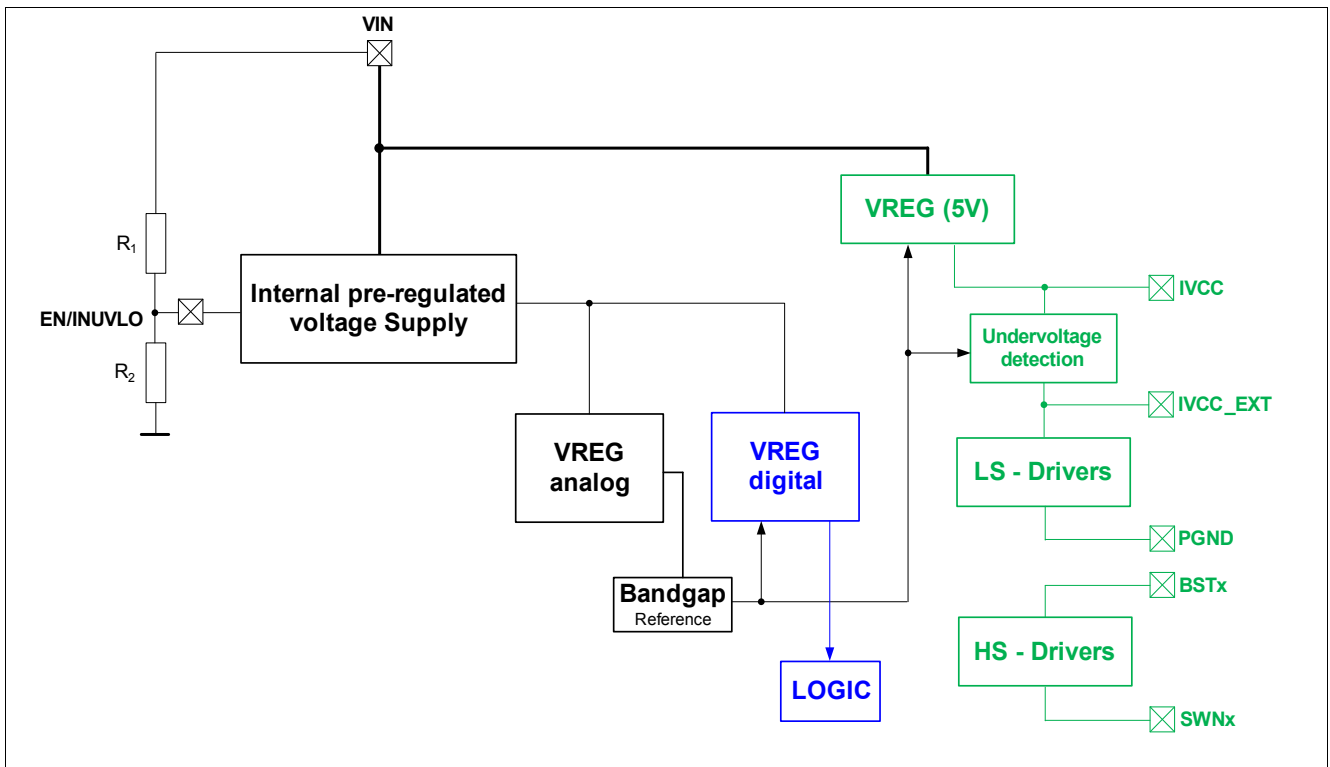 VIN
VREG (5V)
R1
Internal pre-regulated
voltage Supply
IVCC
EN/INUVLO
Undervoltage
detection
R2
IVCC_EXT
VREG
analog
VREG
digital
LS - Drivers
PGND
Bandgap
Reference
BSTx
HS - Drivers
LOGIC
SWNx